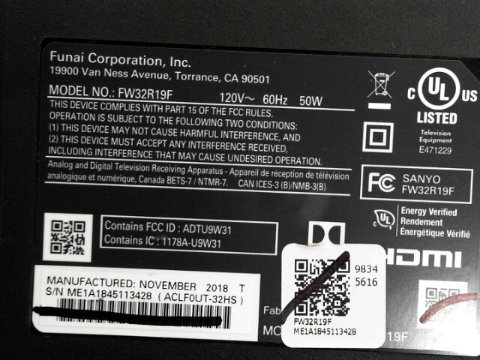 Funai Corporation, Inc.
19900 Van Ness Avenue, Torrance, CA 90501
MODEL NO.: FW32R19F 120V~ 60Hz 50W
THIS DEVICE COMPLIES WITH PART 15 OF THE FCC RULES.
OPERATION IS SUBJECT TO THE FOLLOWING TWO CONDITIONS:
(1) THIS DEVICE MAY NOT CAUSE HARMFUL INTERFERENCE, AND
(2) THIS DEVICE MUST ACCEPT ANY INTERFERENCE RECEIVED,
INCLUDING INTERFERENCE THAT MAY CAUSE UNDESIRED OPERATION.
Analog and Digital Television Receiving Apparatus - Appareil de réception de télévision
analogique et numérique, Canada BETS-7 / NTMR-7. CAN ICES-3 (B)/NMB-3(B)
C UL US
LISTED
Television
Equipment
E471229
FC SANYO
FW32R19F
UL
Energy Verified
Energétique Vérifié
Contains FCC ID : ADTU9W31
Contains IC : 1178A-U9W31
HDMI
MANUFACTURED: NOVEMBER 2018 T
S/N ME1A1845113428 ( ACLF0UT-32HS )
9834
5616
FW32R19F
ME1A1845113428